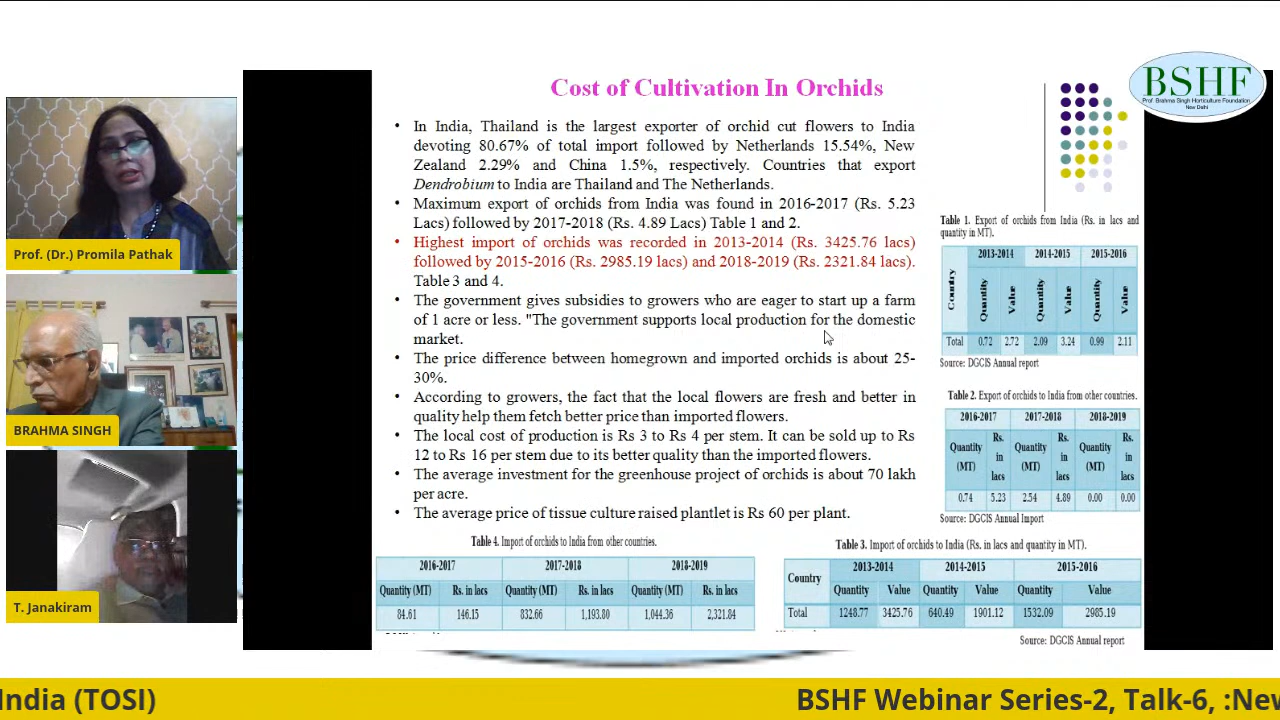 Cost of Cultivation In Orchids
BSHF
Prof. Brahma Singh Horticulture Foundation
New Delhi
• In India, Thailand is the largest exporter of orchid cut flowers to India
devoting 80.67% of total import followed by Netherlands 15.54%, New
Zealand 2.29% and China 1.5%, respectively. Countries that export
Dendrobium to India are Thailand and The Netherlands.
• Maximum export of orchids from India was found in 2016-2017 (Rs. 5.23
Lacs) followed by 2017-2018 (Rs. 4.89 Lacs) Table 1 and 2.
• Highest import of orchids was recorded in 2013-2014 (Rs. 3425.76 lacs)
followed by 2015-2016 (Rs. 2985.19 lacs) and 2018-2019 (Rs. 2321.84 lacs).
Table 3 and 4.
• The government gives subsidies to growers who are eager to start up a farm
of 1 acre or less. "The government supports local production for the domestic
market.
• The price difference between homegrown and imported orchids is about 25-
30%.
• According to growers, the fact that the local flowers are fresh and better in
quality help them fetch better price than imported flowers.
• The local cost of production is Rs 3 to Rs 4 per stem. It can be sold up to Rs
12 to Rs 16 per stem due to its better quality than the imported flowers.
• The average investment for the greenhouse project of orchids is about 70 lakh
per acre.
• The average price of tissue culture raised plantlet is Rs 60 per plant.
Table 1. Export of orchids from India (Rs. in lacs and
quantity in MT).
Country 2013-2014 2014-2015 2015-2016
Quantity Value Quantity Value Quantity Value
Total 0.72 2.72 2.09 3.24 0.99 2.11
Source: DGCIS Annual report
Table 2. Export of orchids to India from other countries.
2016-2017 2017-2018 2018-2019
Quantity (MT) Rs. in lacs Quantity (MT) Rs. in lacs Quantity (MT) Rs. in lacs
0.74 5.23 2.54 4.89 0.00 0.00
Source: DGCIS Annual Import
Table 4. Import of orchids to India from other countries.
2016-2017 2017-2018 2018-2019
Quantity (MT) Rs. in lacs Quantity (MT) Rs. in lacs Quantity (MT) Rs. in lacs
84.61 146.15 832.66 1,193.80 1,044.36 2,321.84
Table 3. Import of orchids to India (Rs. in lacs and quantity in MT).
Country 2013-2014 2014-2015 2015-2016
Quantity Value Quantity Value Quantity Value
Total 1248.77 3425.76 640.49 1901.12 1532.09 2985.19
Source: DGCIS Annual report
Prof. (Dr.) Promila Pathak
BRAHMA SINGH
T. Janakiram
India (TOSI)
BSHF Webinar Series-2, Talk-6, :Nev